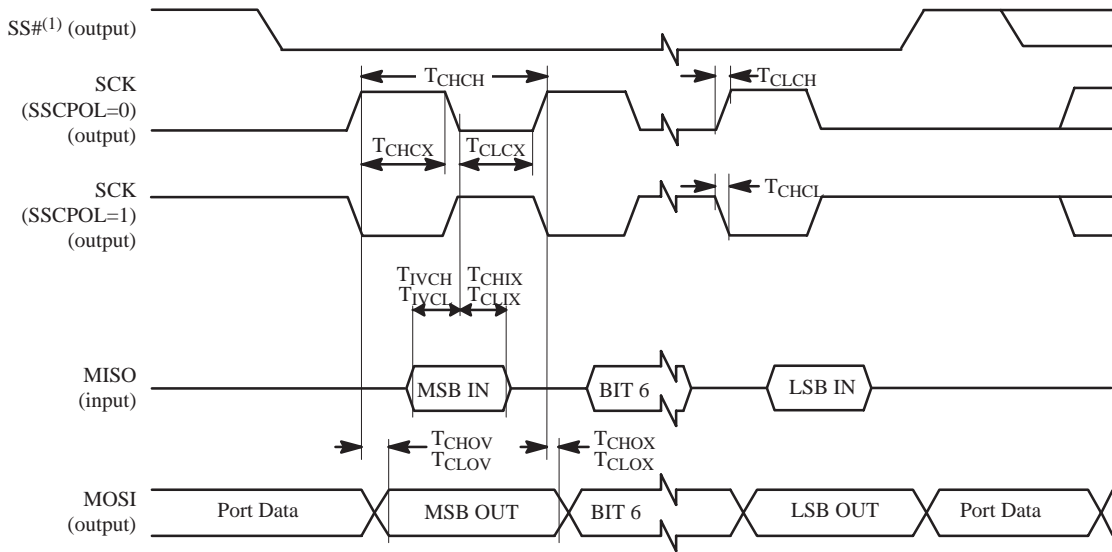 SS#(1) (output)
SCK
(SSCPOL=0)
(output)
TCHCH
TCLCH
TCHCX
TCLCX
SCK
(SSCPOL=1)
(output)
TCHCL
TIVCH
TIVCL
TCHIX
TCLIX
MISO
(input)
MSB IN
BIT 6
LSB IN
TCHOV
TCLOV
TCHOX
TCLOX
MOSI
(output)
Port Data
MSB OUT
BIT 6
LSB OUT
Port Data